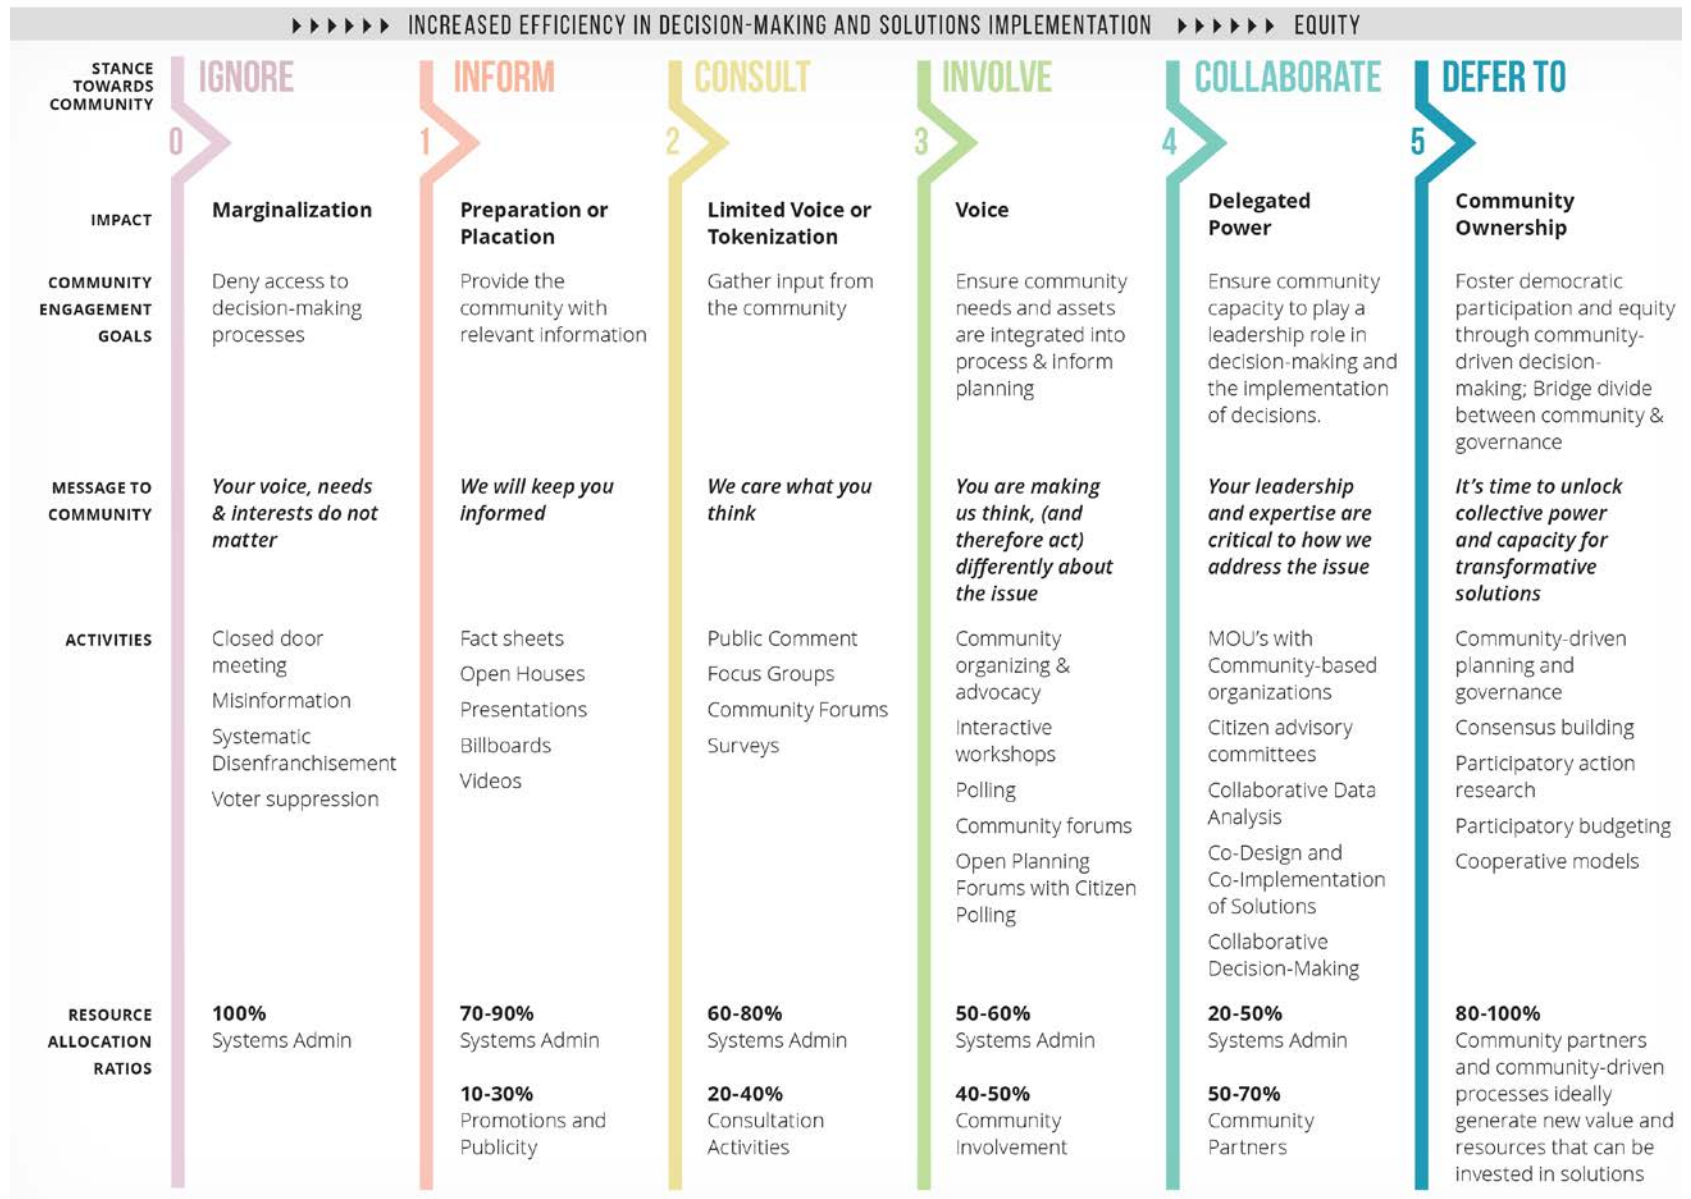 INCREASED EFFICIENCY IN DECISION-MAKING AND SOLUTIONS IMPLEMENTATION EQUITY
STANCE
TOWARDS
COMMUNITY
IGNORE
0
INFORM
1
CONSULT
2
INVOLVE
3
COLLABORATE
4
DEFER TO
5
IMPACT
Marginalization
Preparation or
Placation
Limited Voice or
Tokenization
Voice
Delegated
Power
Community
Ownership
COMMUNITY
ENGAGEMENT
GOALS
Deny access to
decision-making
processes
Provide the
community with
relevant information
Gather input from
the community
Ensure community
needs and assets
are integrated into
process & inform
planning
Ensure community
capacity to play a
leadership role in
decision-making and
the implementation
of decisions.
Foster democratic
participation and equity
through community-
driven decision-
making; Bridge divide
between community &
governance
MESSAGE TO
COMMUNITY
Your voice, needs
& interests do not
matter
We will keep you
informed
We care what you
think
You are making
us think, (and
therefore act)
differently about
the issue
Your leadership
and expertise are
critical to how we
address the issue
It's time to unlock
collective power
and capacity for
transformative
solutions
ACTIVITIES
Closed door
meeting
Misinformation
Systematic
Disenfranchisement
Voter suppression
Fact sheets
Open Houses
Presentations
Billboards
Videos
Public Comment
Focus Groups
Community Forums
Surveys
Community
organizing &
advocacy
Interactive
workshops
Polling
Community forums
Open Planning
Forums with Citizen
Polling
MOU's with
Community-based
organizations
Citizen advisory
committees
Collaborative Data
Analysis
Co-Design and
Co-Implementation
of Solutions
Collaborative
Decision-Making
Community-driven
planning and
governance
Consensus building
Participatory action
research
Participatory budgeting
Cooperative models
RESOURCE
ALLOCATION
RATIOS
100%
Systems Admin
70-90%
Systems Admin
10-30%
Promotions and
Publicity
60-80%
Systems Admin
20-40%
Consultation
Activities
50-60%
Systems Admin
40-50%
Community
Involvement
20-50%
Systems Admin
50-70%
Community
Partners
80-100%
Community partners
and community-driven
processes ideally
generate new value and
resources that can be
invested in solutions